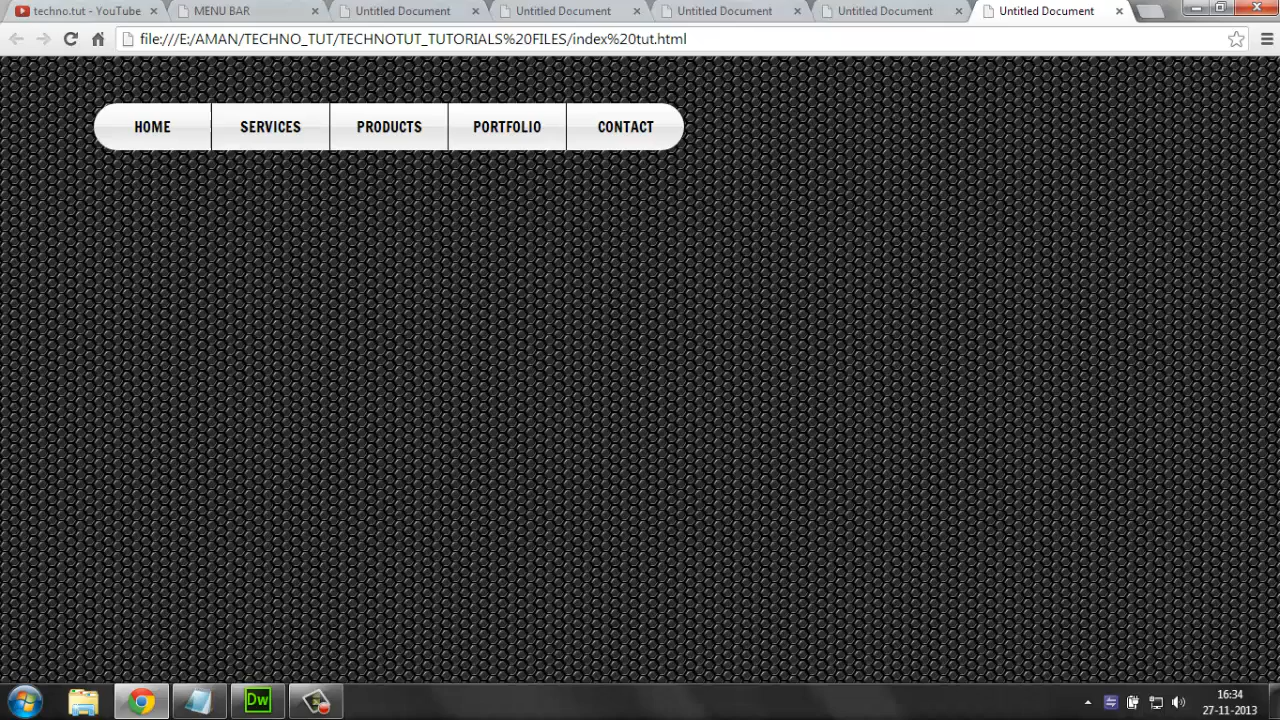 techno.tut - YouTube
MENU BAR
Untitled Document
Untitled Document
Untitled Document
Untitled Document
Untitled Document
file:///E:/AMAN/TECHNO_TUT/TECHNOTUT_TUTORIALS%20FILES/index%20tut.html
HOME
SERVICES
PRODUCTS
PORTFOLIO
CONTACT
Dw
16:34
27-11-2013